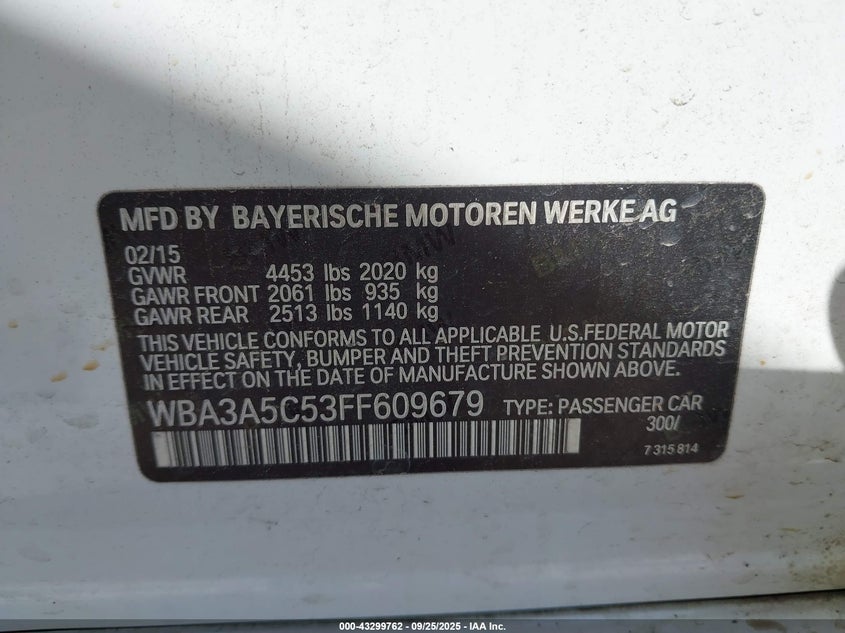 MFD BY BAYERISCHE MOTOREN WERKE AG
02/15
GVWR 4453 lbs 2020 kg
GAWR FRONT 2061 lbs 935 kg
GAWR REAR 2513 lbs 1140 kg
THIS VEHICLE CONFORMS TO ALL APPLICABLE U.S.FEDERAL MOTOR
VEHICLE SAFETY, BUMPER AND THEFT PREVENTION STANDARDS
IN EFFECT ON THE DATE OF MANUFACTURE SHOWN ABOVE.
WBA3A5C53FF609679 TYPE: PASSENGER CAR
300/
7 315 814
000-43299762 - 09/25/2025 - IAA Inc.